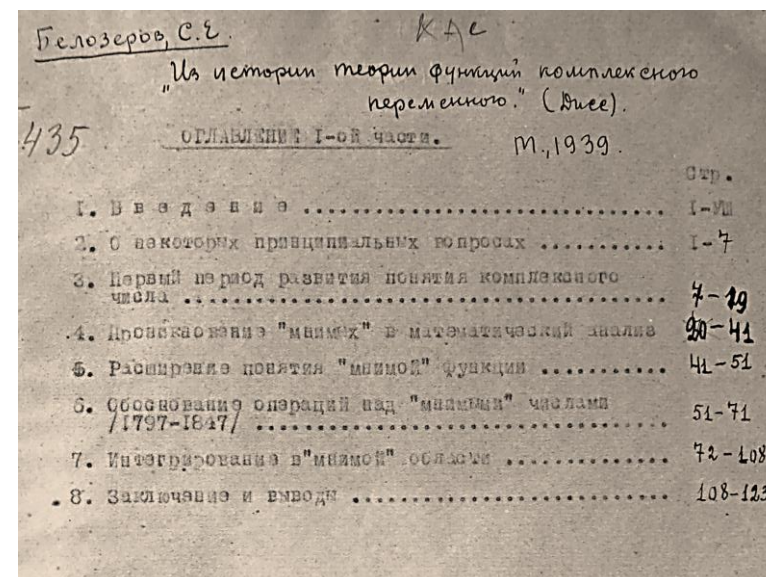 Белозеров, С.Е. КАс
"Из истории теории функций комплексного
переменного." (Дисс).
435 ОГЛАВЛЕНИЕ I-ой части. М., 1939.
Стр.
1. Введение .......................................... I-VIII
2. О некоторых принципиальных вопросах ........... I-7
3. Первый период развития понятия комплексного
числа .......................................... 7-19
4. Проникновение "мнимых" в математический анализ 20-41
5. Расширение понятия "мнимой" функции ........... 41-51
6. Обоснование операций над "мнимыми" числами
/1797-1847/ .................................... 51-71
7. Интегрирование в "мнимой" области .............. 72-108
8. Заключение и выводы ............................ 108-123